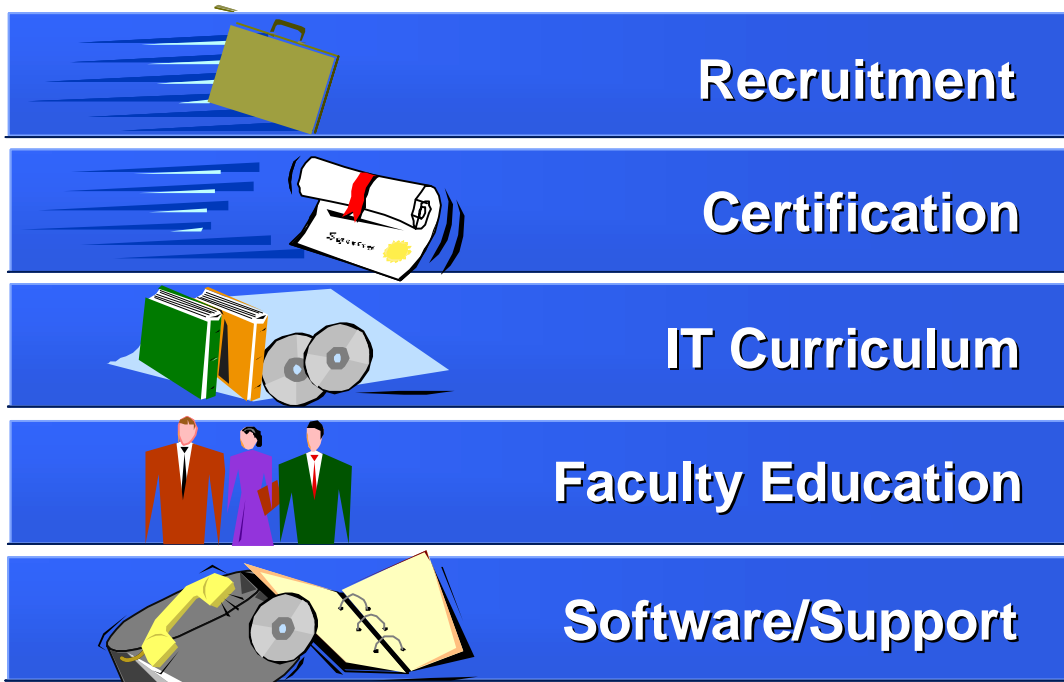 Recruitment
Certification
IT Curriculum
Faculty Education
Software/Support